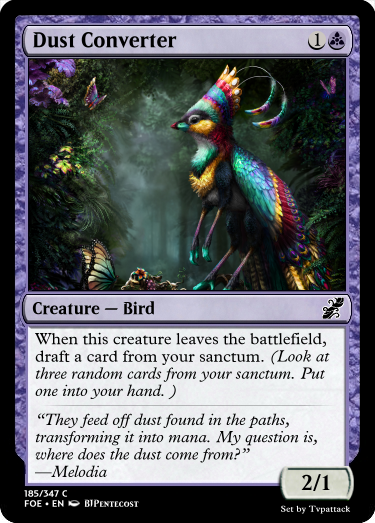 Dust Converter 1
Creature — Bird
When this creature leaves the battlefield,
draft a card from your sanctum. (Look at
three random cards from your sanctum. Put
one into your hand. )
“They feed off dust found in the paths,
transforming it into mana. My question is,
where does the dust come from?”
—Melodia
2/1
185/347 C
FOE • EN B1Pentecost
Set by Tvpattack